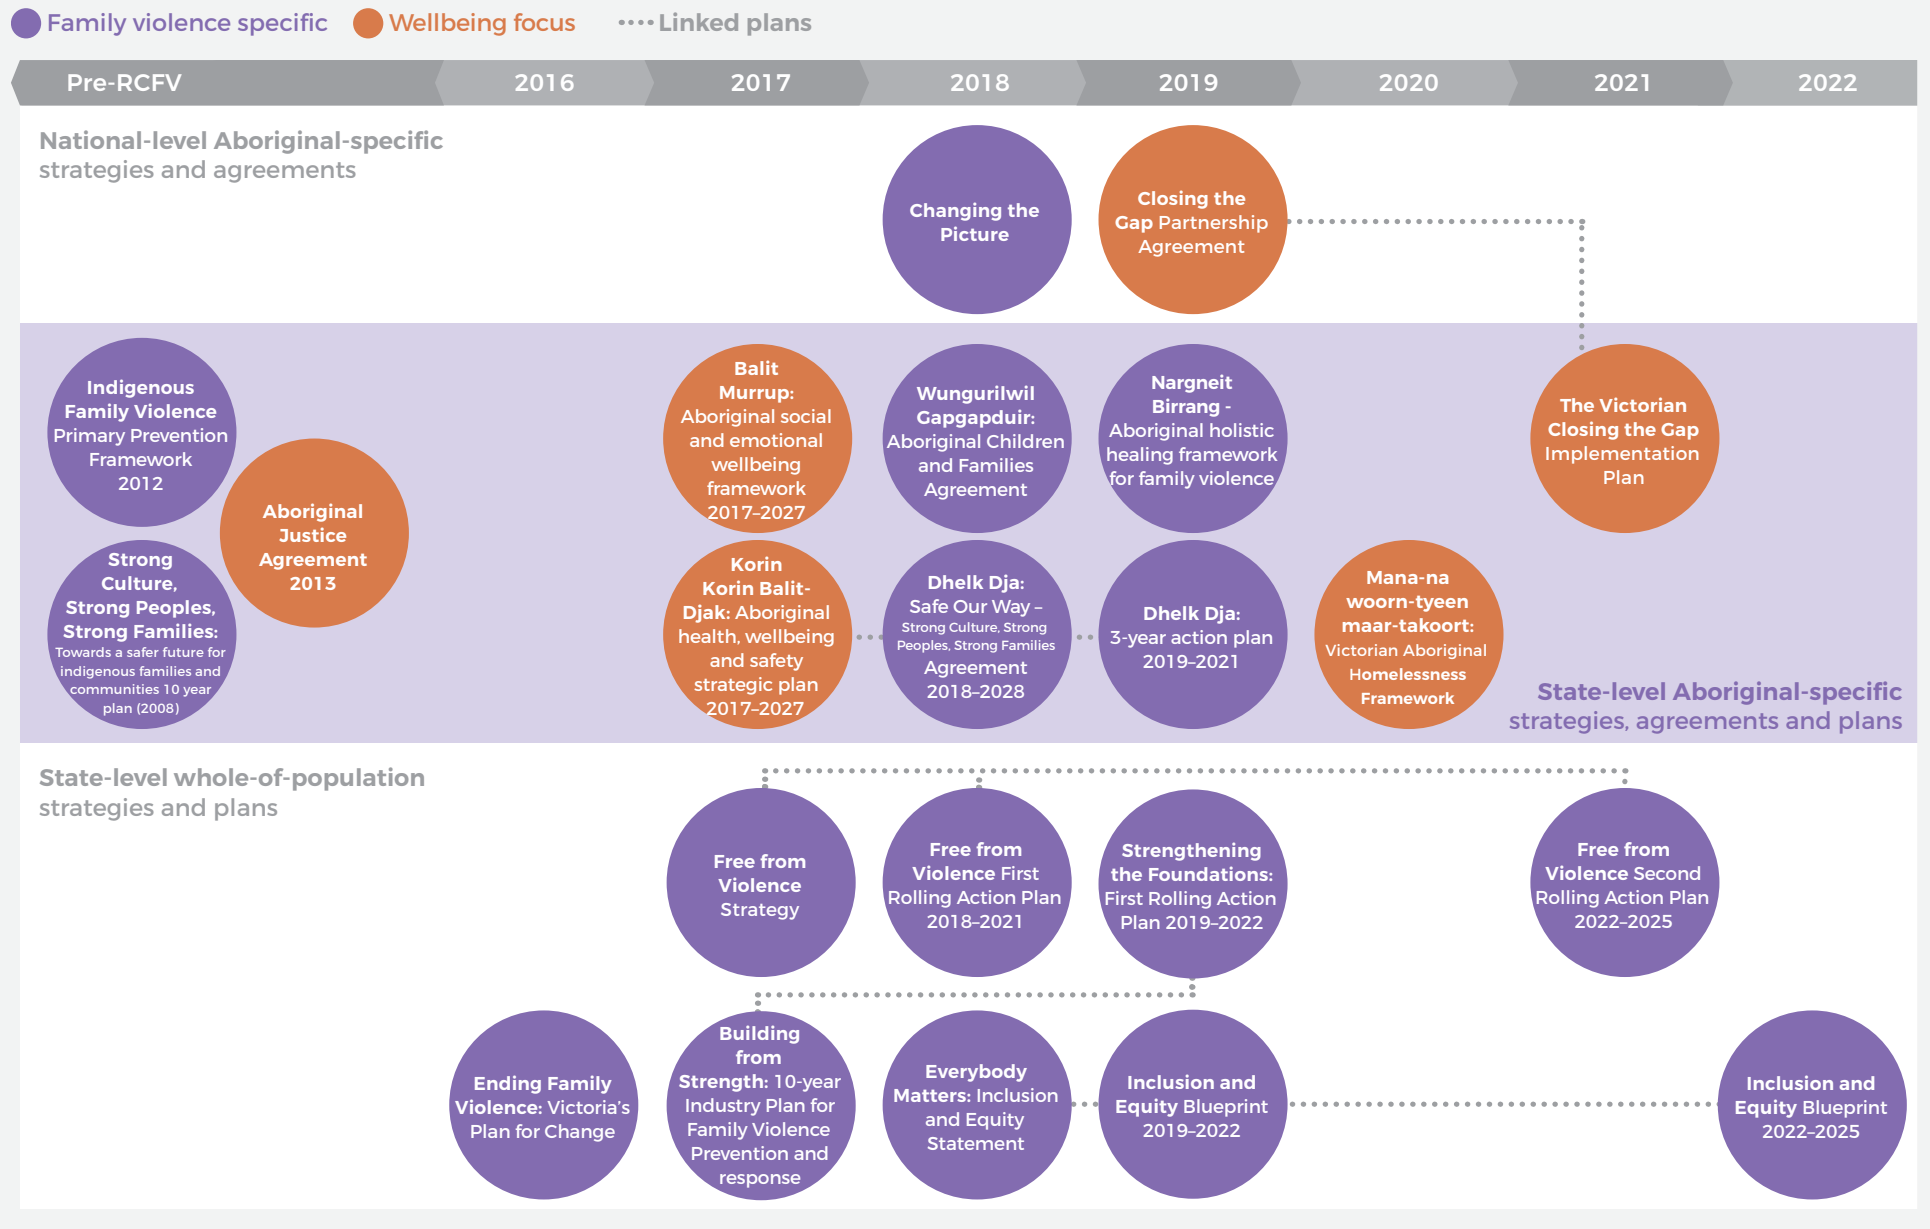 Family violence specific
Wellbeing focus
Linked plans
Pre-RCFV
2016
2017
2018
2019
2020
2021
2022
National-level Aboriginal-specific
strategies and agreements
Changing the
Picture
Closing the
Gap Partnership
Agreement
Indigenous
Family Violence
Primary Prevention
Framework
2012
Aboriginal
Justice
Agreement
2013
Strong
Culture,
Strong Peoples,
Strong Families:
Towards a safer future for
indigenous families and
communities 10 year
plan (2008)
Balit
Murrup:
Aboriginal social
and emotional
wellbeing
framework
2017–2027
Wungurilwil
Gapgapduir:
Aboriginal Children
and Families
Agreement
Nargneit
Birrang -
Aboriginal holistic
healing framework
for family violence
The Victorian
Closing the Gap
Implementation
Plan
Korin
Korin Balit-
Djak: Aboriginal
health, wellbeing
and safety
strategic plan
2017–2027
Dhelk Dja:
Safe Our Way –
Strong Culture, Strong
Peoples, Strong Families
Agreement
2018–2028
Dhelk Dja:
3-year action plan
2019–2021
Mana-na
woorn-tyeen
maar-takoort:
Victorian Aboriginal
Homelessness
Framework
State-level Aboriginal-specific
strategies, agreements and plans
State-level whole-of-population
strategies and plans
Free from
Violence
Strategy
Free from
Violence First
Rolling Action Plan
2018–2021
Strengthening
the Foundations:
First Rolling Action
Plan 2019–2022
Free from
Violence Second
Rolling Action Plan
2022–2025
Ending Family
Violence: Victoria's
Plan for Change
Building
from
Strength: 10-year
Industry Plan for
Family Violence
Prevention and
response
Everybody
Matters: Inclusion
and Equity
Statement
Inclusion and
Equity Blueprint
2019–2022
Inclusion and
Equity Blueprint
2022–2025